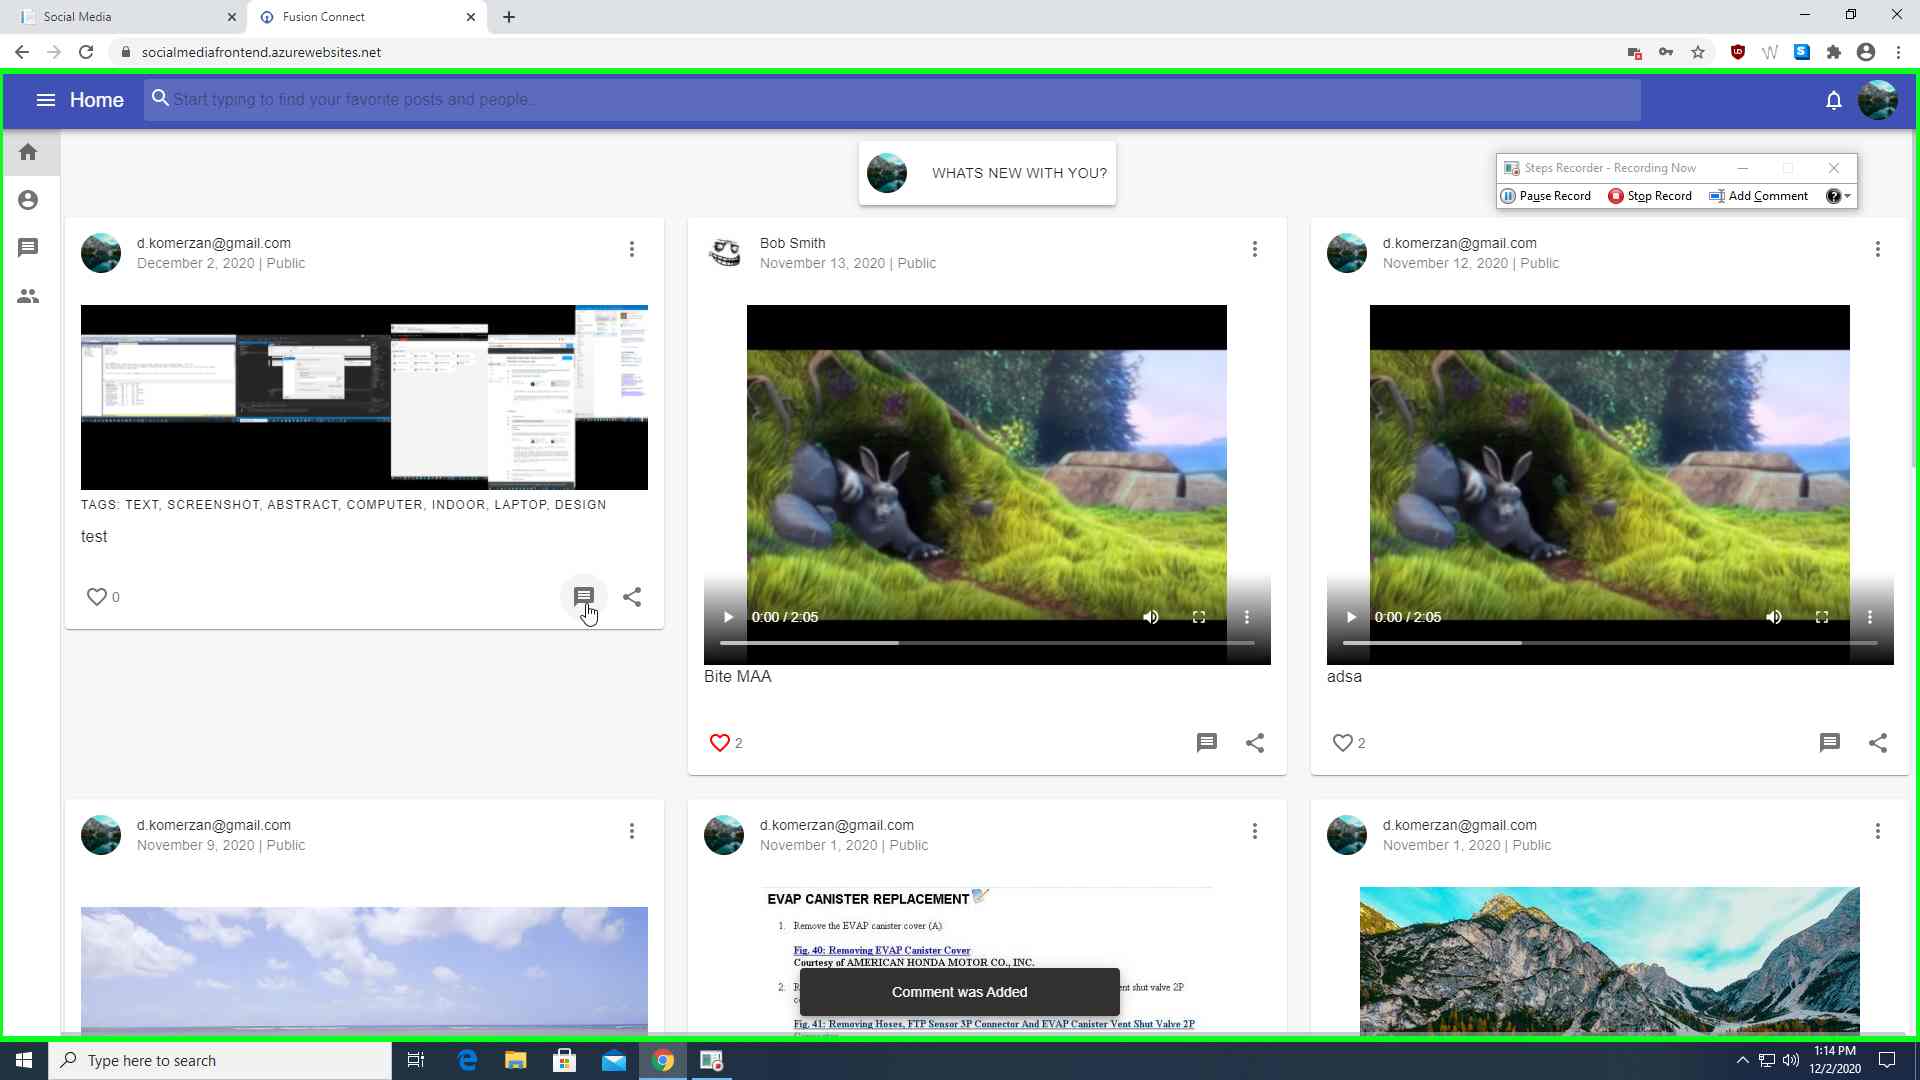 Social Media
Fusion Connect
socialmediafrontend.azurewebsites.net
Home
Start typing to find your favorite posts and people..
WHATS NEW WITH YOU?
Steps Recorder - Recording Now
Pause Record
Stop Record
Add Comment
d.komerzan@gmail.com
December 2, 2020 | Public
TAGS: TEXT, SCREENSHOT, ABSTRACT, COMPUTER, INDOOR, LAPTOP, DESIGN
test
0
Bob Smith
November 13, 2020 | Public
0:00 / 2:05
Bite MAA
2
d.komerzan@gmail.com
November 12, 2020 | Public
0:00 / 2:05
adsa
2
d.komerzan@gmail.com
November 9, 2020 | Public
d.komerzan@gmail.com
November 1, 2020 | Public
EVAP CANISTER REPLACEMENT
1. Remove the EVAP canister cover (A)
Fig. 40: Removing EVAP Canister Cover
Courtesy of AMERICAN HONDA MOTOR CO., INC.
2.
shut valve 2P
Fig. 41: Removing Hoses, FTP Sensor 3P Connector And EVAP Canister Vent Shut Valve 2P
d.komerzan@gmail.com
November 1, 2020 | Public
Comment was Added
Type here to search
1:14 PM
12/2/2020